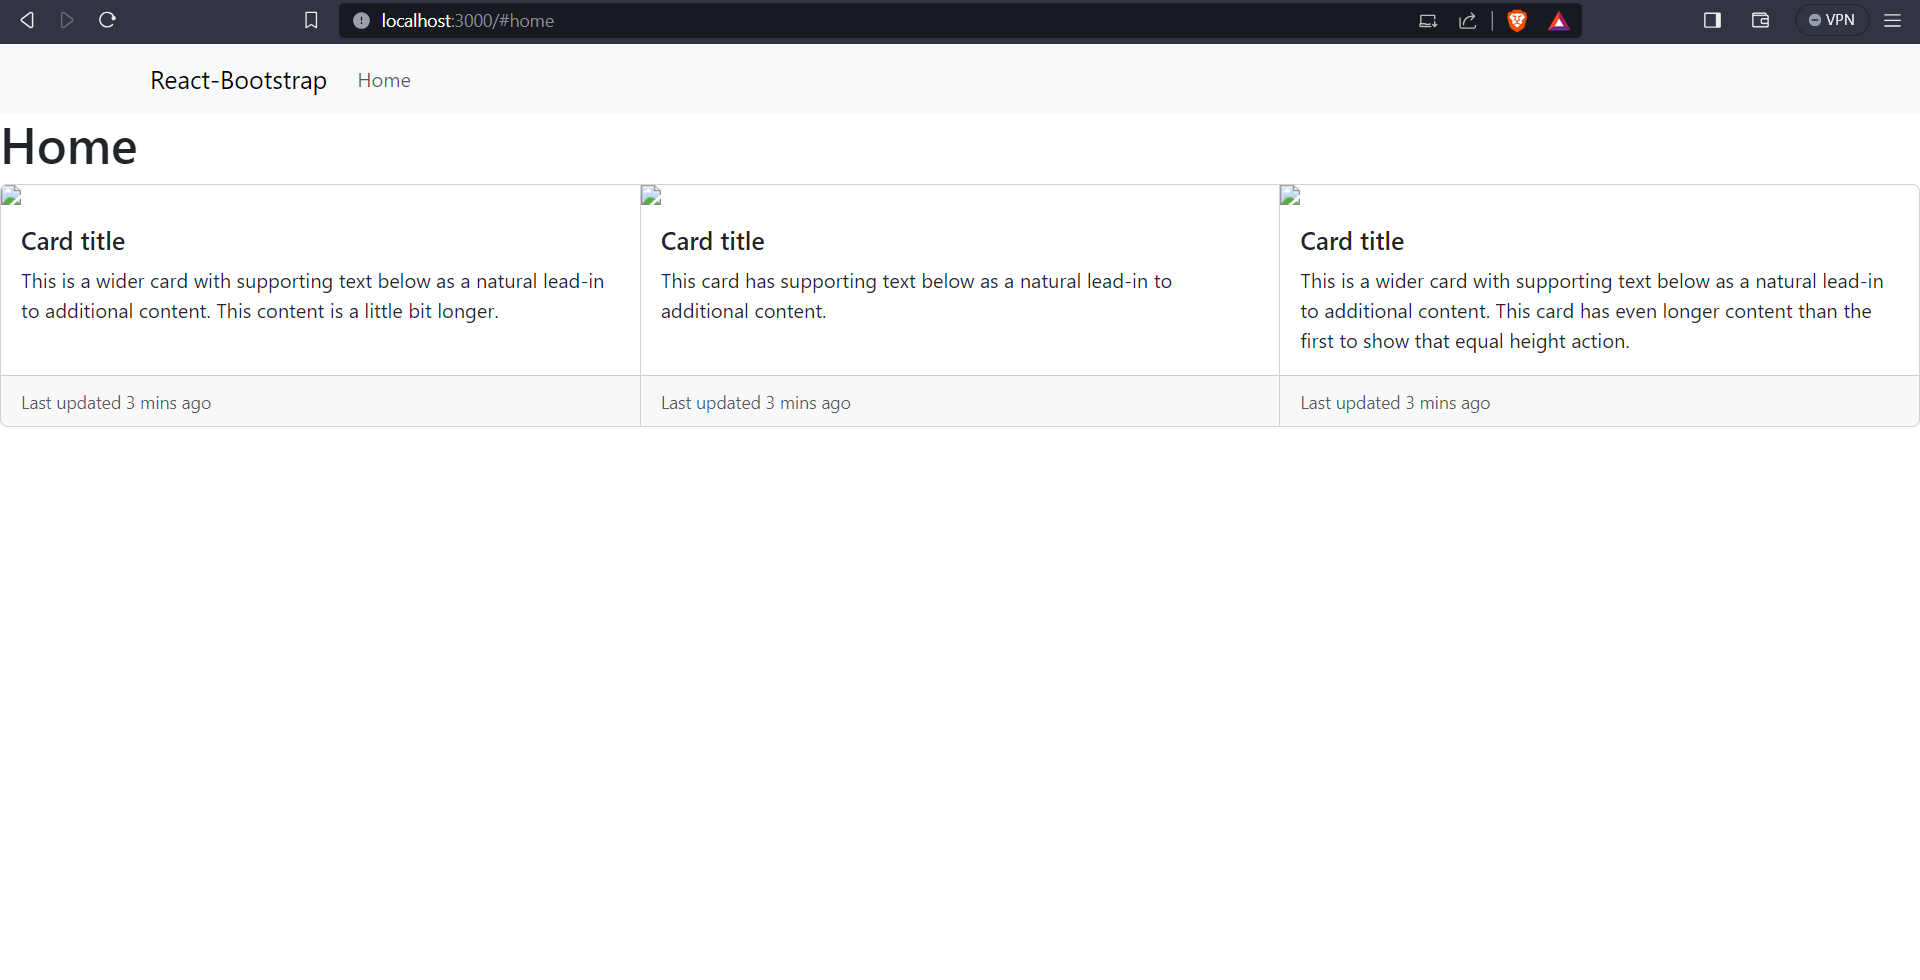 localhost:3000/#home
VPN
React-Bootstrap Home
Home
Card title
This is a wider card with supporting text below as a natural lead-in
to additional content. This content is a little bit longer.
Last updated 3 mins ago
Card title
This card has supporting text below as a natural lead-in to
additional content.
Last updated 3 mins ago
Card title
This is a wider card with supporting text below as a natural lead-in
to additional content. This card has even longer content than the
first to show that equal height action.
Last updated 3 mins ago